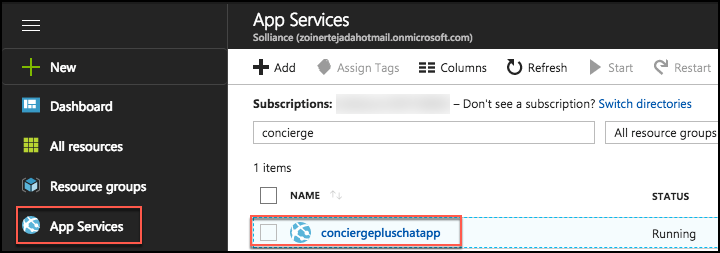 App Services
Solliance (zoinertejadahotmail.onmicrosoft.com)
New
Dashboard
All resources
Resource groups
App Services
Add Assign Tags Columns Refresh Start Restart
Subscriptions: – Don't see a subscription? Switch directories
concierge All resource groups
1 items
NAME STATUS
conciergepluschatapp Running